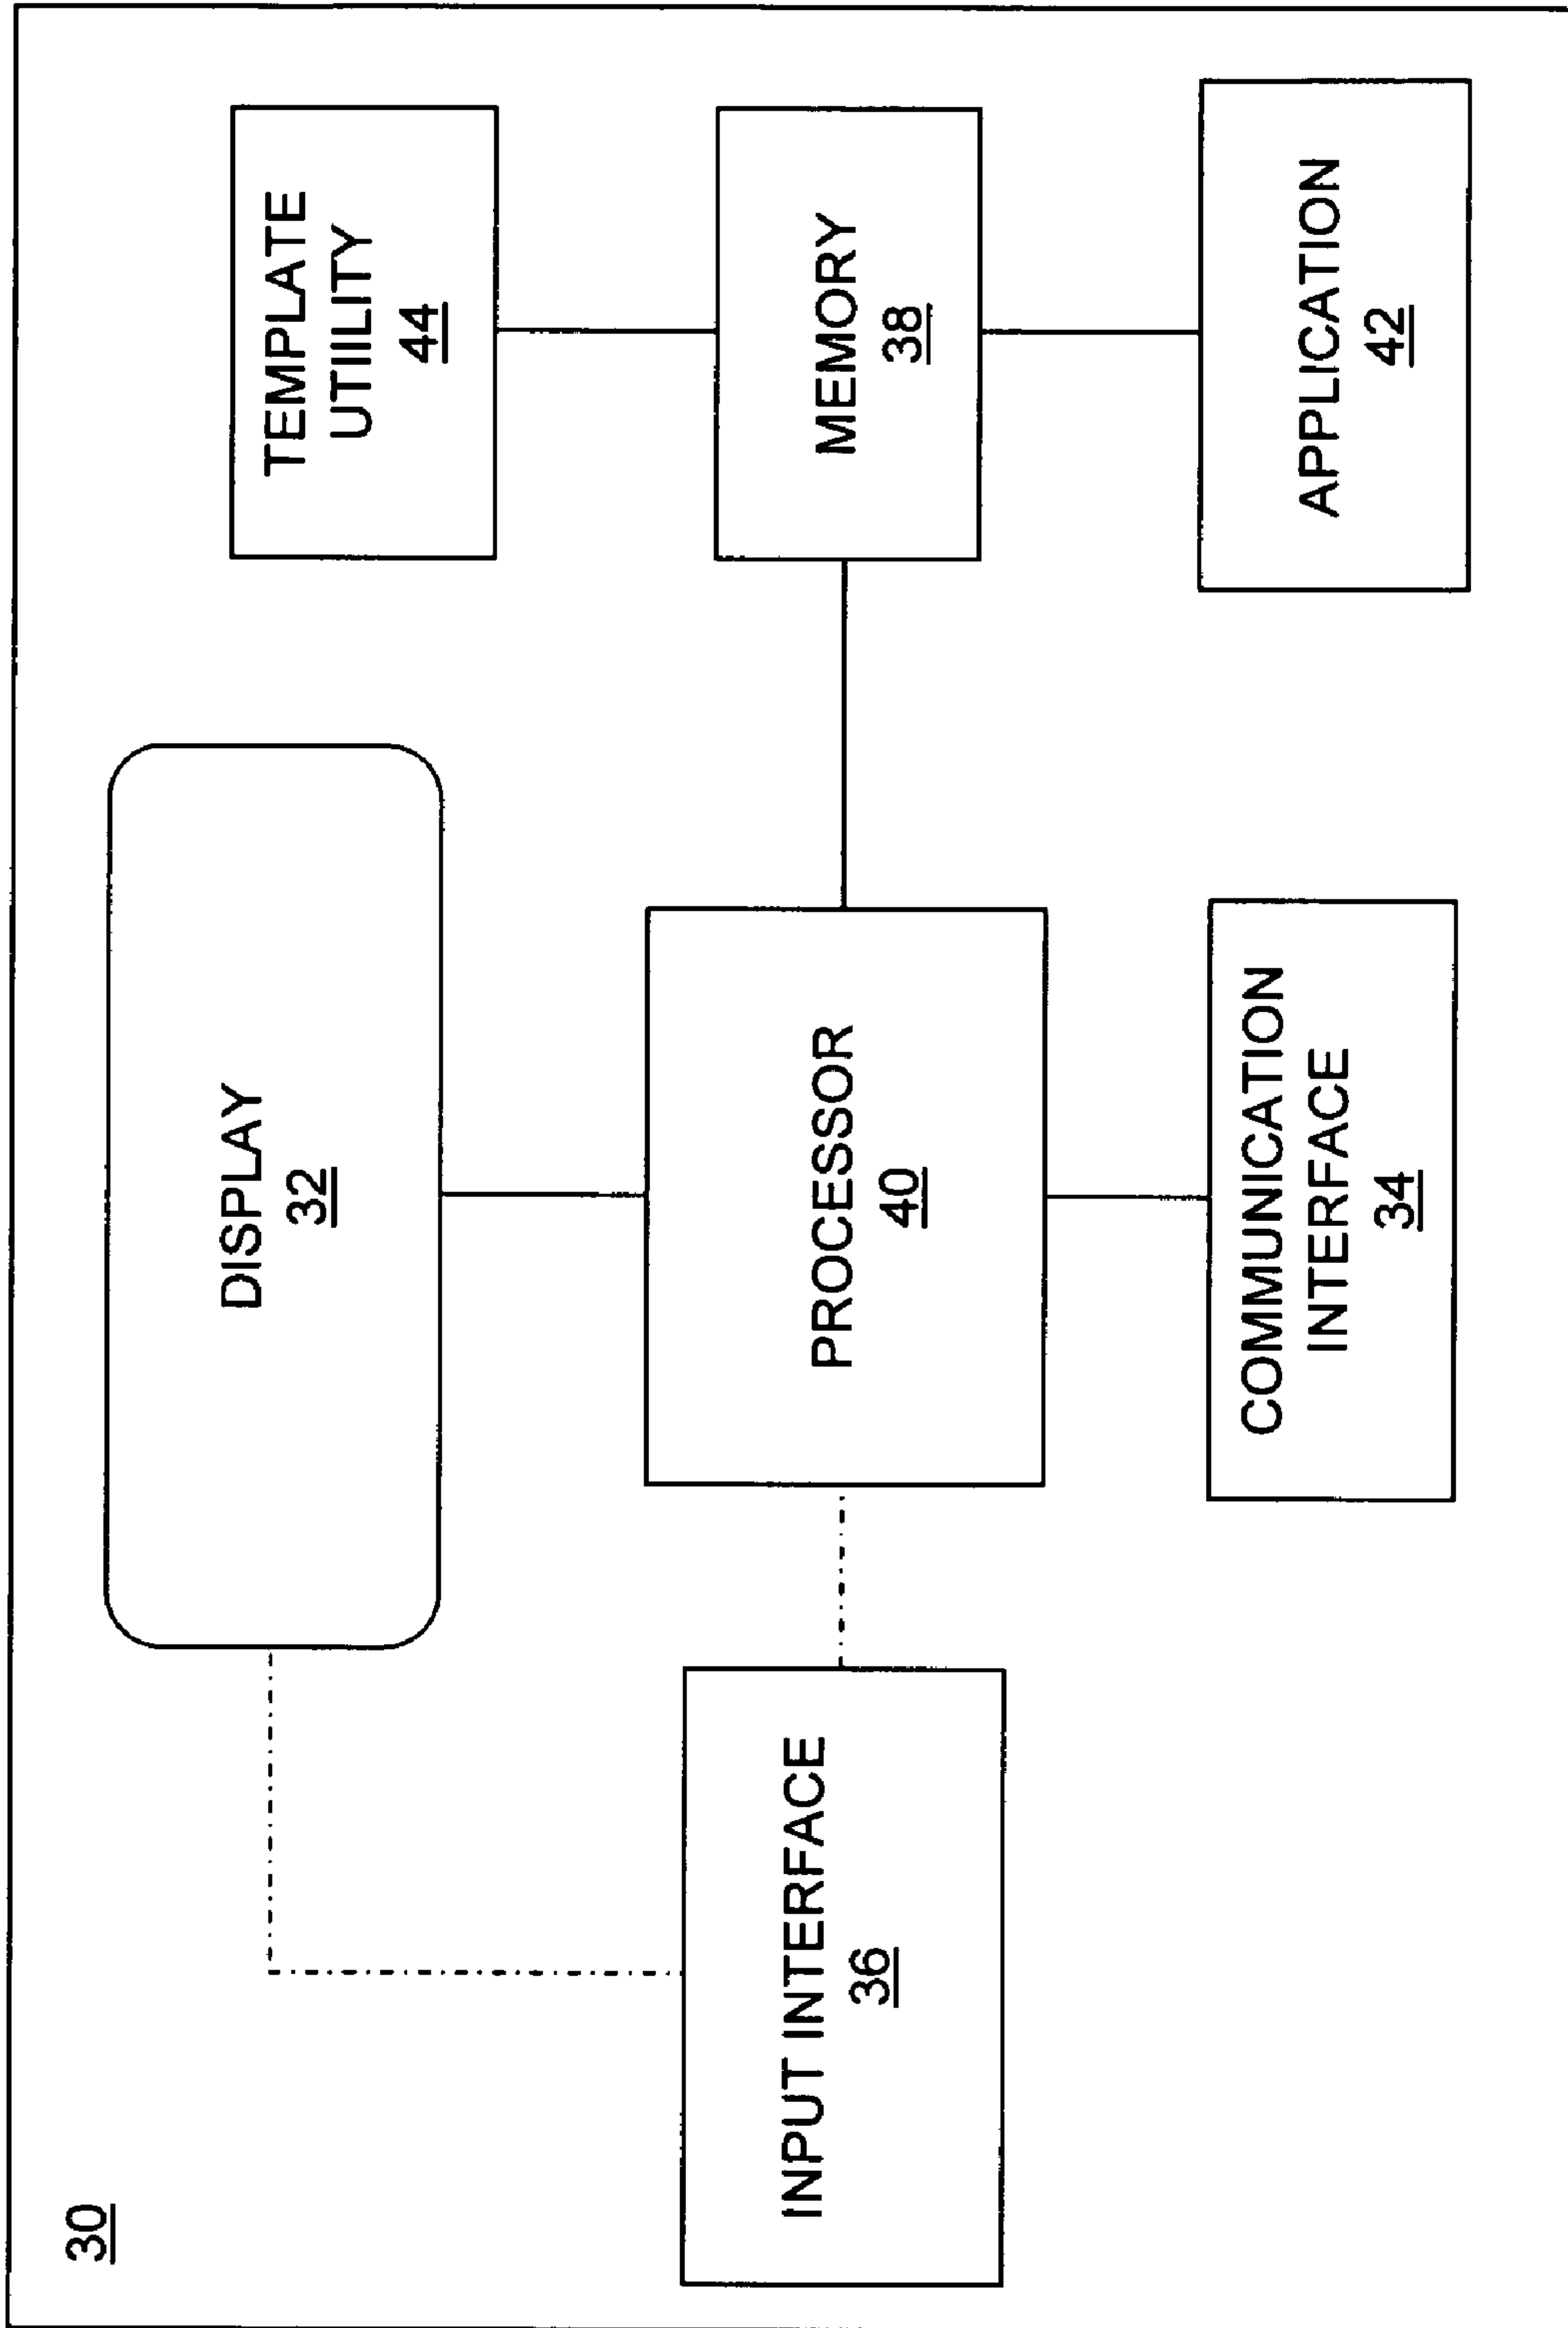 30
DISPLAY
32
TEMPLATE
UTIILITY
44
INPUT INTERFACE
36
PROCESSOR
40
MEMORY
38
COMMUNICATION
INTERFACE
34
APPLICATION
42